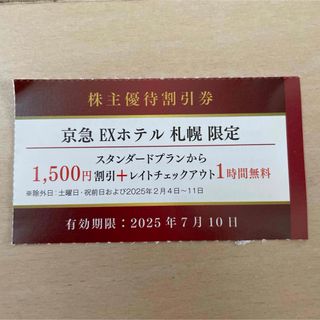 株主優待割引券
京急 EXホテル 札幌 限定
スタンダードプランから
1,500円割引+レイトチェックアウト1時間無料
※除外日:土曜日・祝前日および2025年2月4日~11日
有効期限:2025年7月10日